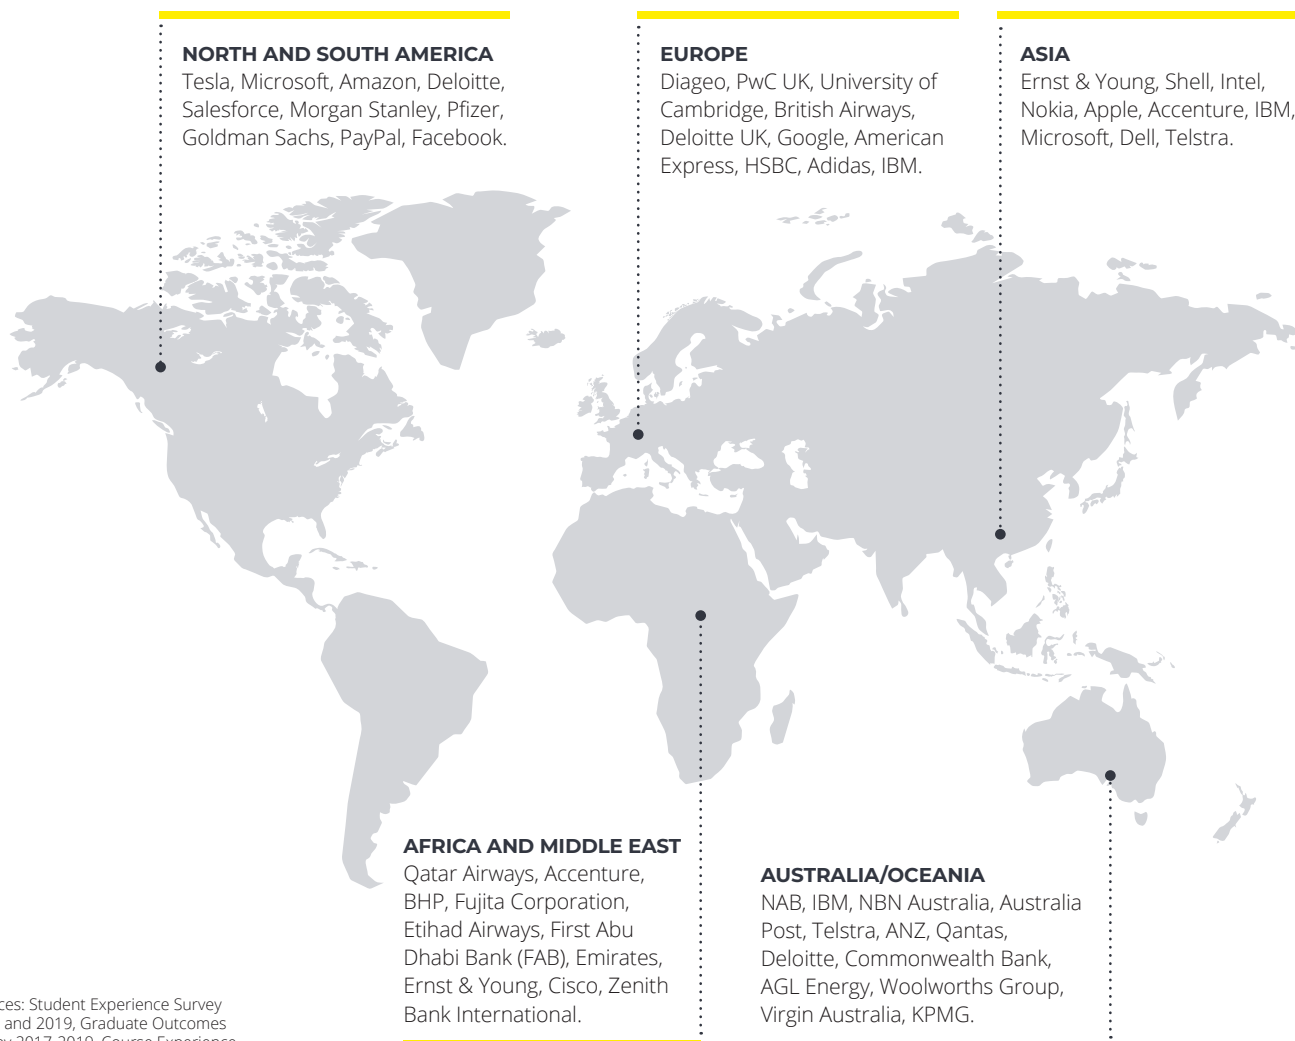 NORTH AND SOUTH AMERICA
Tesla, Microsoft, Amazon, Deloitte,
Salesforce, Morgan Stanley, Pfizer,
Goldman Sachs, PayPal, Facebook.
EUROPE
Diageo, PwC UK, University of
Cambridge, British Airways,
Deloitte UK, Google, American
Express, HSBC, Adidas, IBM.
ASIA
Ernst & Young, Shell, Intel,
Nokia, Apple, Accenture, IBM,
Microsoft, Dell, Telstra.
AFRICA AND MIDDLE EAST
Qatar Airways, Accenture,
BHP, Fujita Corporation,
Etihad Airways, First Abu
Dhabi Bank (FAB), Emirates,
Ernst & Young, Cisco, Zenith
Bank International.
AUSTRALIA/OCEANIA
NAB, IBM, NBN Australia, Australia
Post, Telstra, ANZ, Qantas,
Deloitte, Commonwealth Bank,
AGL Energy, Woolworths Group,
Virgin Australia, KPMG.
Student Experience Survey
and 2019, Graduate Outcomes
2017-2019, Course Experience